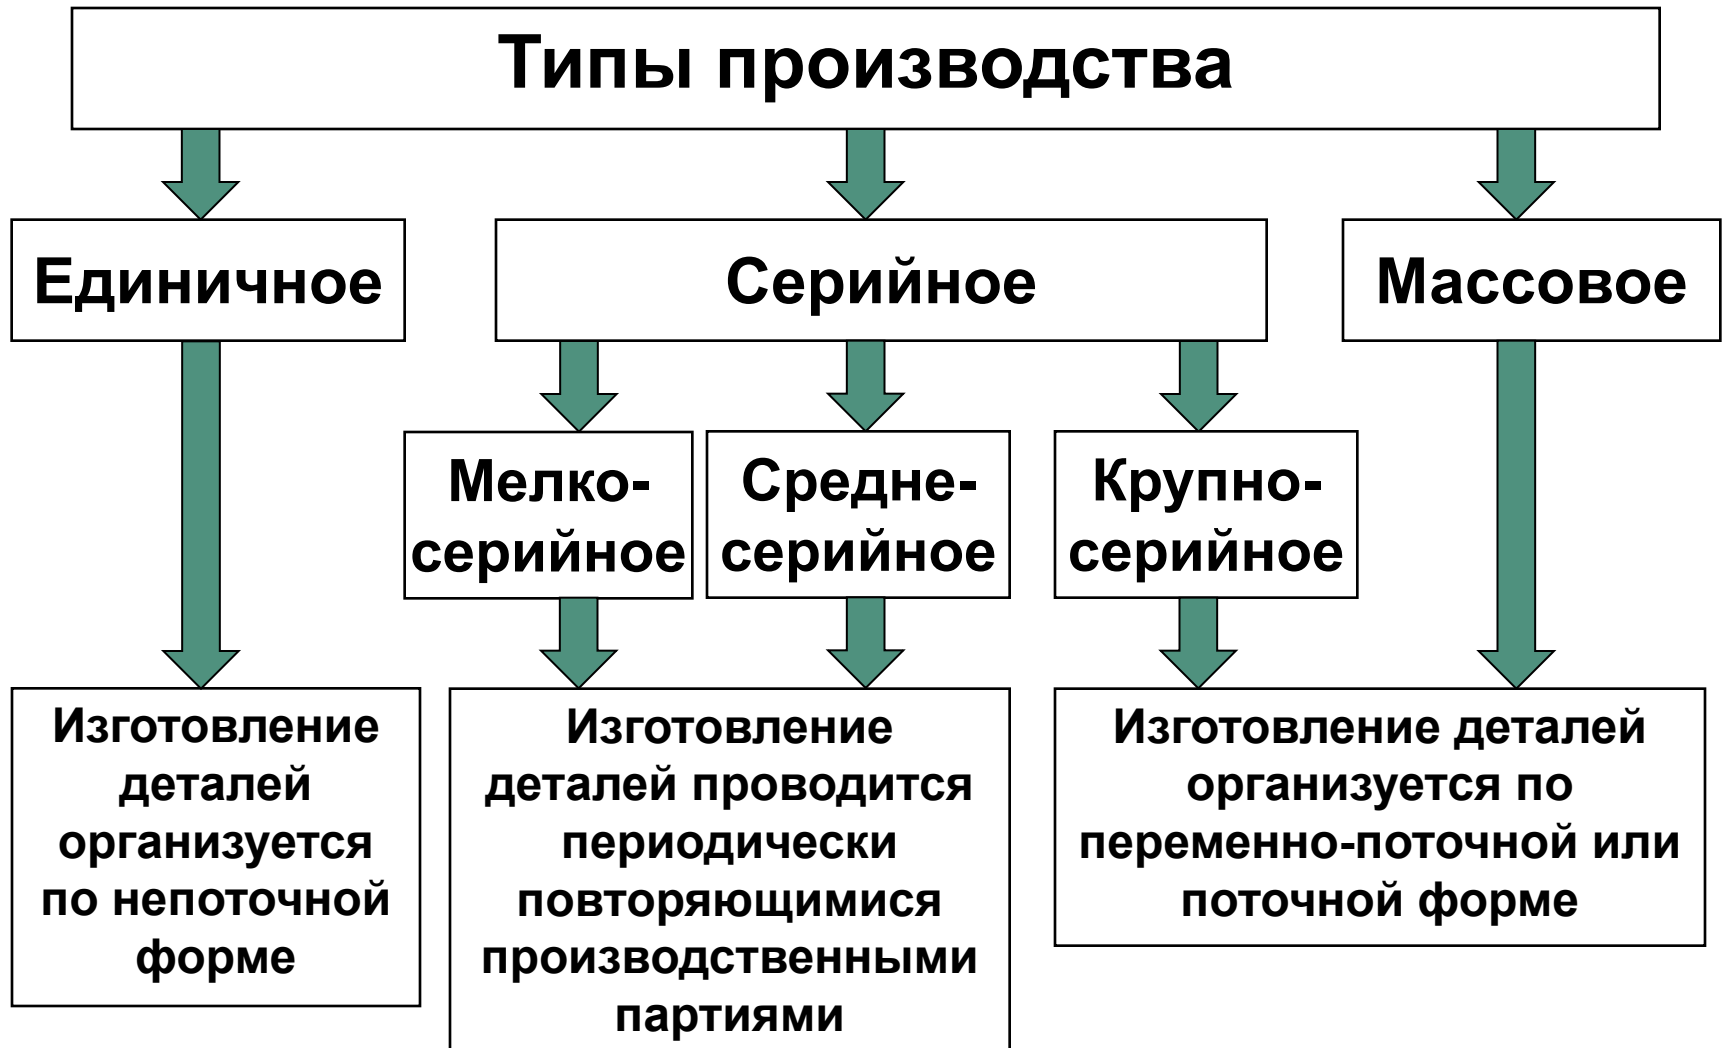 Типы производства
Единичное
Серийное
Массовое
Мелко-
серийное
Средне-
серийное
Крупно-
серийное
Изготовление
деталей
организуется
по непоточной
форме
Изготовление
деталей проводится
периодически
повторяющимися
производственными
партиями
Изготовление деталей
организуется по
переменно-поточной или
поточной форме